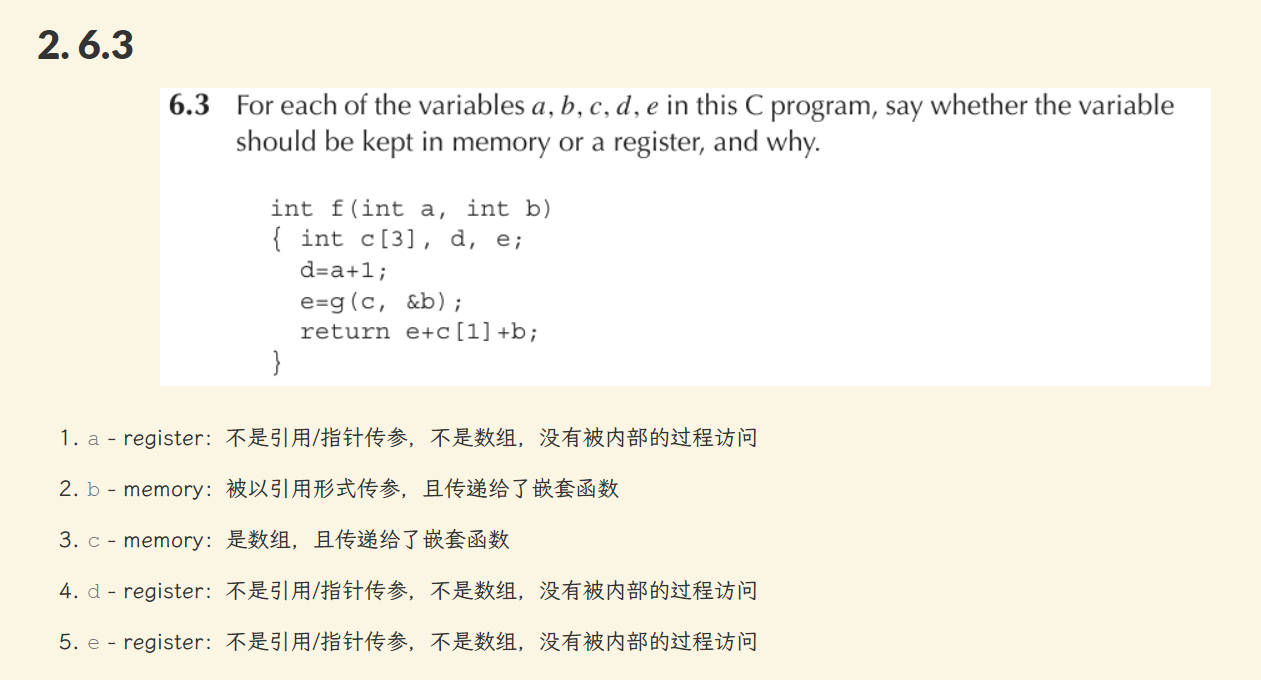 2. 6.3
6.3 For each of the variables a, b, c, d, e in this C program, say whether the variable
should be kept in memory or a register, and why.
int f(int a, int b)
{ int c[3], d, e;
d=a+1;
e=g(c, &b);
return e+c[1]+b;
}
1. a - register: 不是引用/指针传参，不是数组，没有被内部的过程访问
2. b - memory: 被以引用形式传参，且传递给了嵌套函数
3. c - memory: 是数组，且传递给了嵌套函数
4. d - register: 不是引用/指针传参，不是数组，没有被内部的过程访问
5. e - register: 不是引用/指针传参，不是数组，没有被内部的过程访问